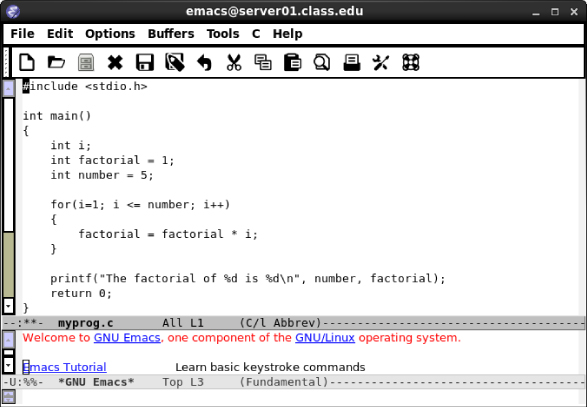 emacs@server01.class.edu
File Edit Options Buffers Tools C Help
#include <stdio.h>
int main()
{
    int i;
    int factorial = 1;
    int number = 5;
    for(i=1; i <= number; i++)
    {
        factorial = factorial * i;
    }
    printf("The factorial of %d is %d\n", number, factorial);
    return 0;
}
--:**-  myprog.c       All L1     (C/l Abbrev)--------------------------------------
Welcome to GNU Emacs, one component of the GNU/Linux operating system.
Emacs Tutorial          Learn basic keystroke commands
-U:%%-  *GNU Emacs*    Top L3     (Fundamental)-------------------------------------